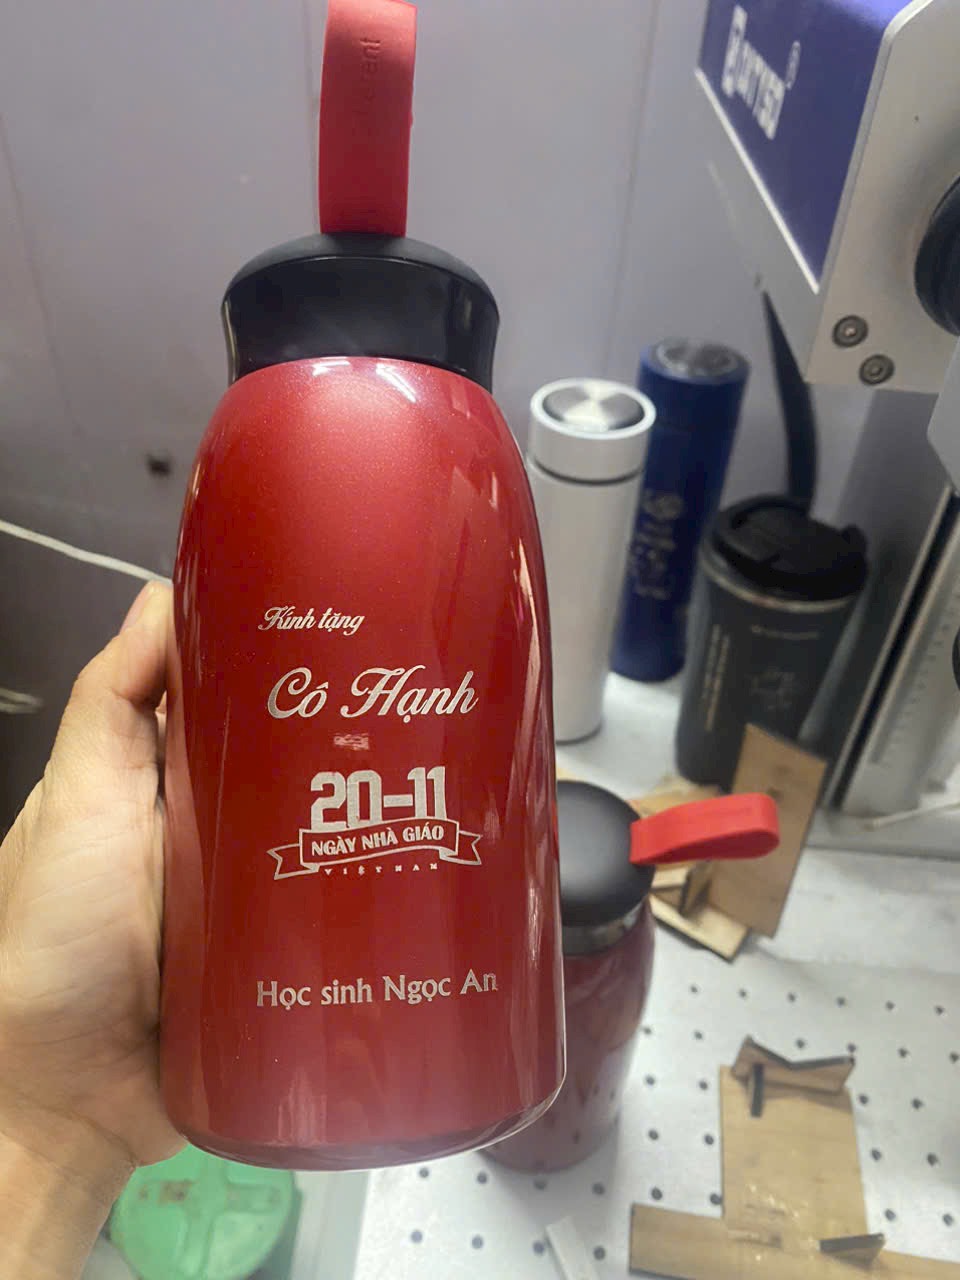 Kính tặng
Cô Hạnh
20-11
NGÀY NHÀ GIÁO
VIỆT NAM
Học sinh Ngọc An